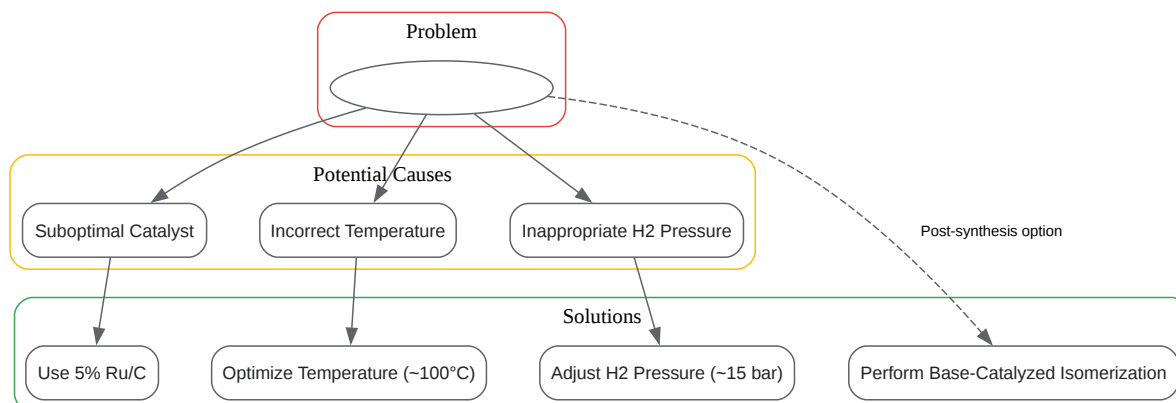 Problem
Potential Causes
Suboptimal Catalyst
Incorrect Temperature
Inappropriate H2 Pressure
Post-synthesis option
Solutions
Use 5% Ru/C
Optimize Temperature (~100°C)
Adjust H2 Pressure (~15 bar)
Perform Base-Catalyzed Isomerization